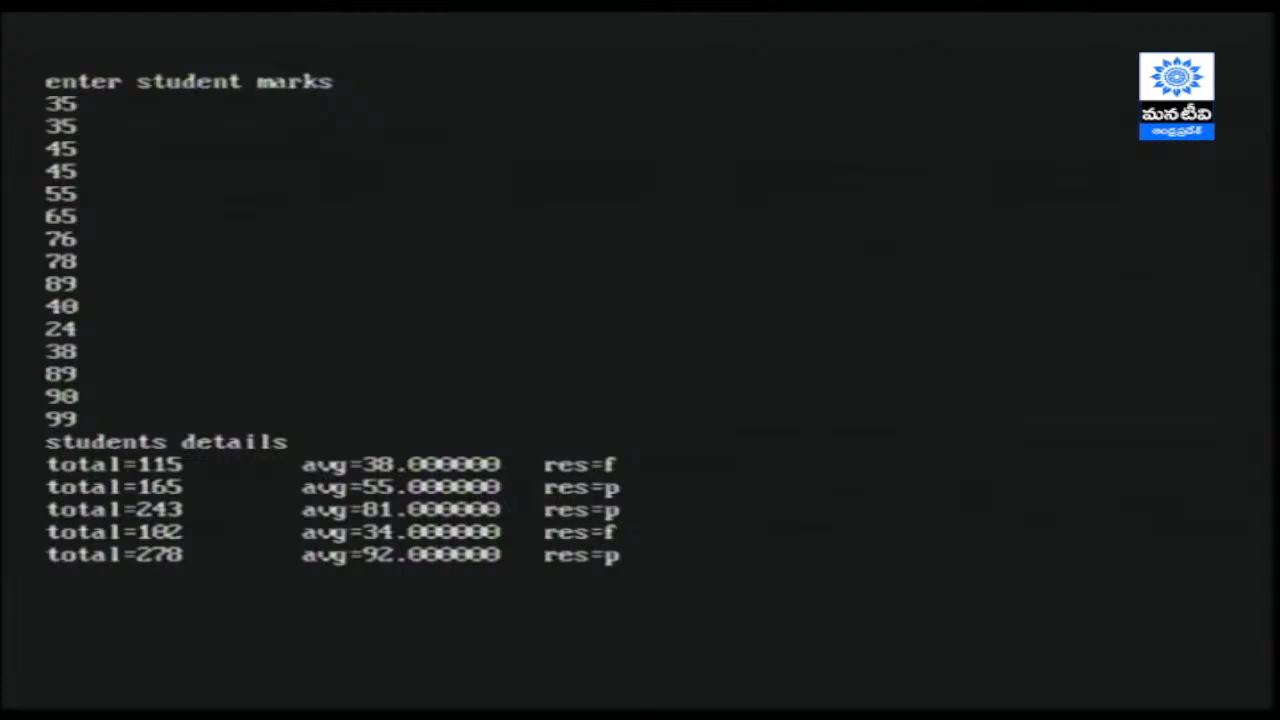 enter student marks
35
35
45
45
55
65
76
78
89
40
24
38
89
90
99
students details
total=115 avg=38.000000 res=f
total=165 avg=55.000000 res=p
total=243 avg=81.000000 res=p
total=102 avg=34.000000 res=f
total=278 avg=92.000000 res=p
మనటీవి
ఆంధ్రప్రదేశ్